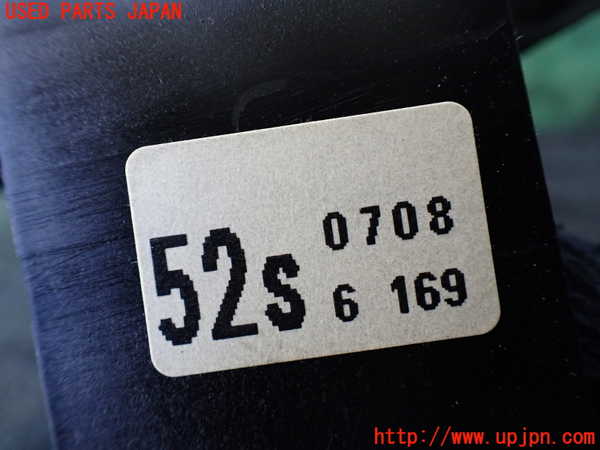 USED PARTS JAPAN
52s 0708
6 169
http://www.upjpn.com